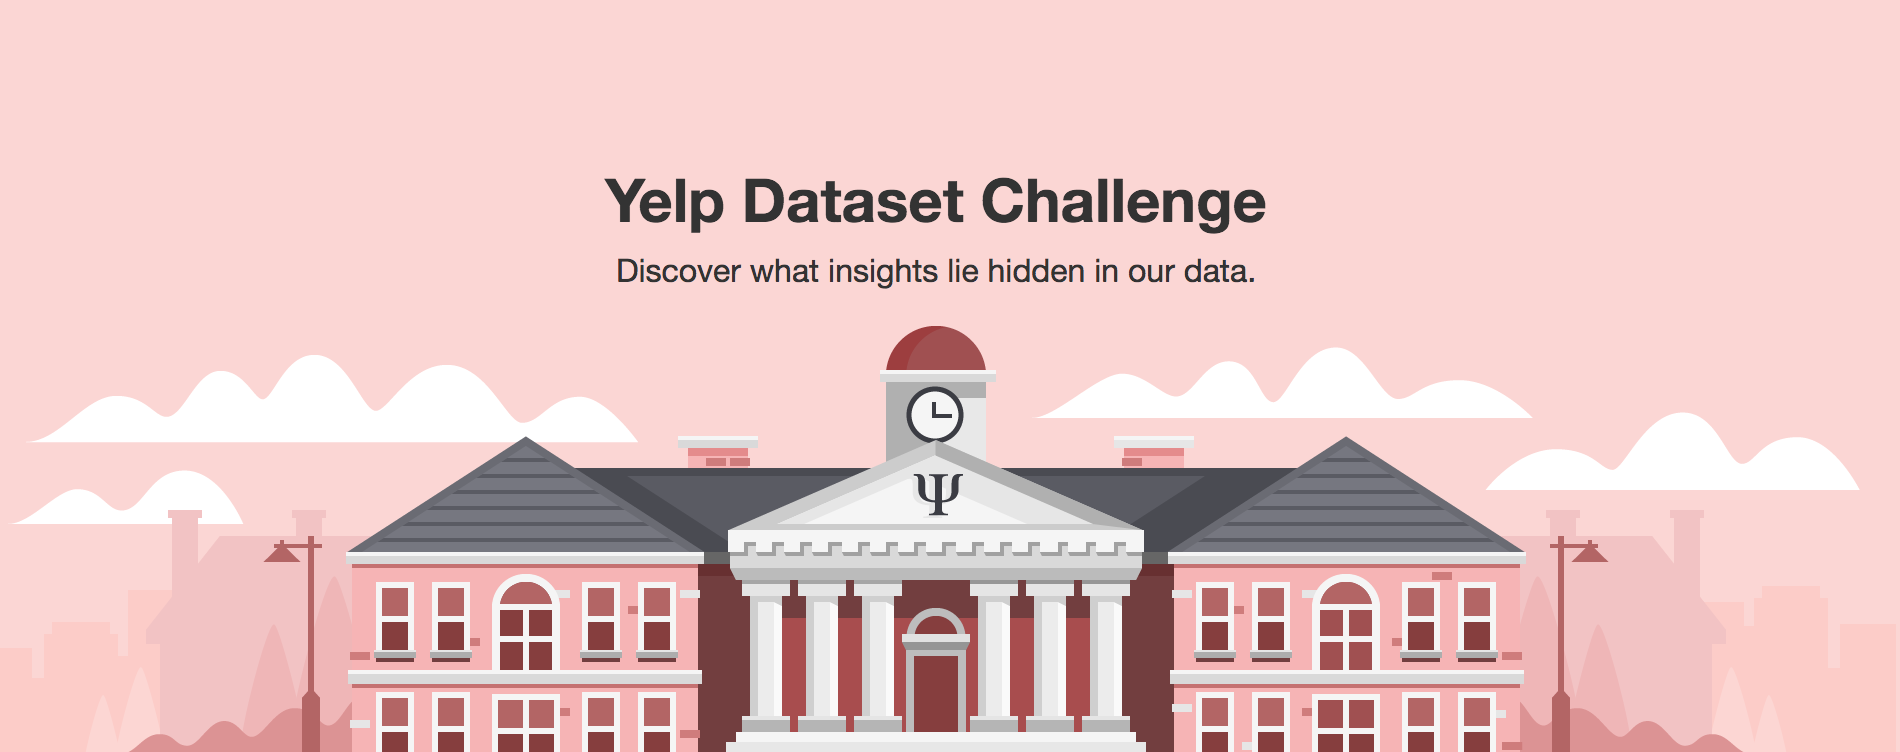 Yelp Dataset Challenge
Discover what insights lie hidden in our data.
Ψ